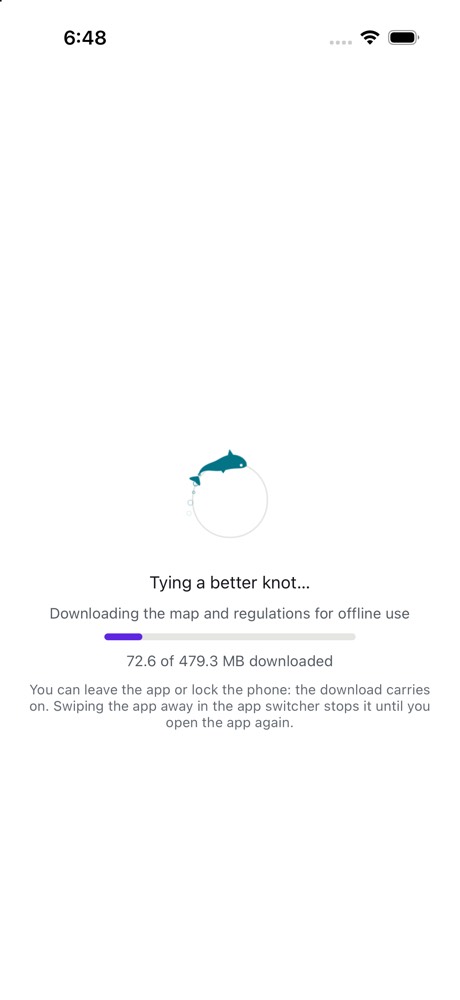 6:48
Tying a better knot...
Downloading the map and regulations for offline use
72.6 of 479.3 MB downloaded
You can leave the app or lock the phone: the download carries
on. Swiping the app away in the app switcher stops it until you
open the app again.